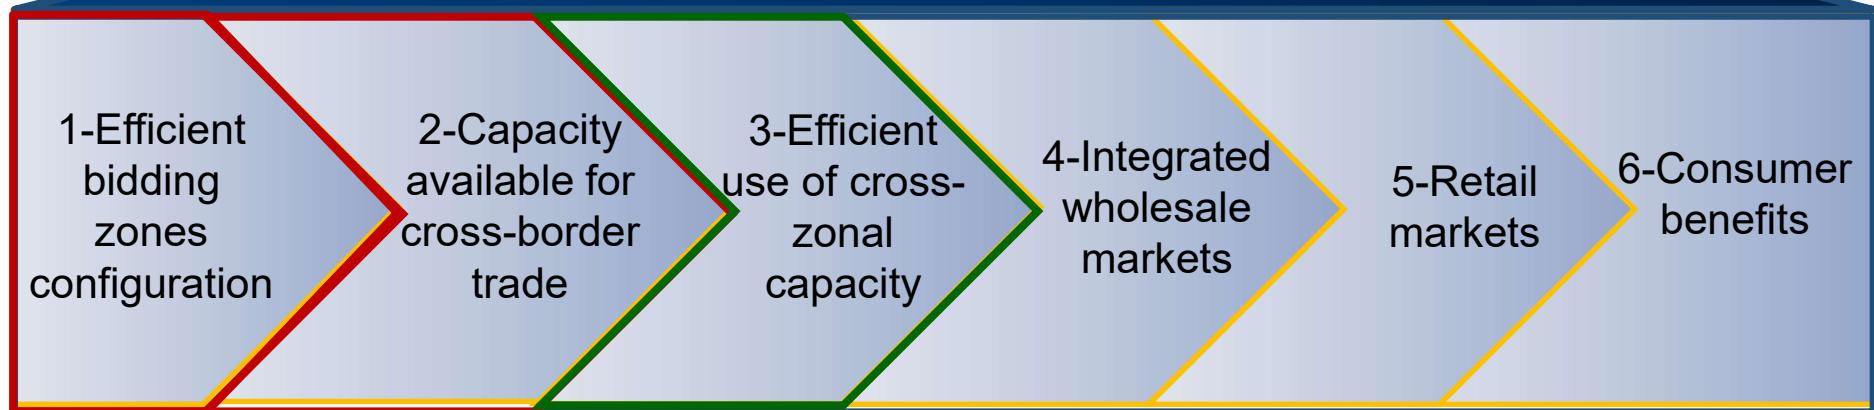 1-Efficient
bidding
zones
configuration
2-Capacity
available for
cross-border
trade
3-Efficient
use of cross-
zonal
capacity
4-Integrated
wholesale
markets
5-Retail
markets
6-Consumer
benefits